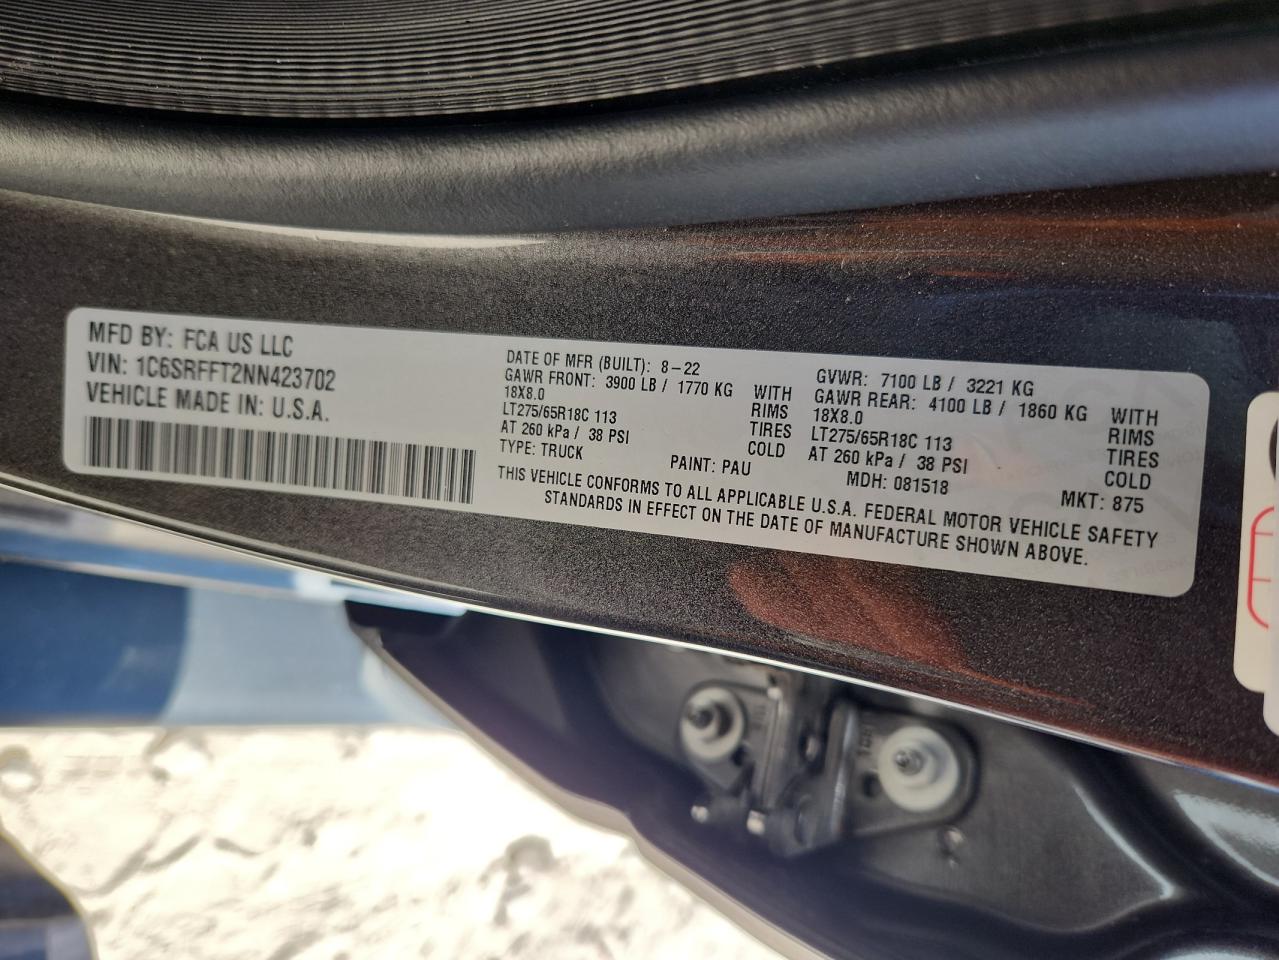 MFD BY: FCA US LLC
VIN: 1C6SRFFT2NN423702
VEHICLE MADE IN: U.S.A.
DATE OF MFR (BUILT): 8-22
GAWR FRONT: 3900 LB / 1770 KG WITH
18X8.0 RIMS
LT275/65R18C 113 TIRES
AT 260 kPa / 38 PSI COLD
TYPE: TRUCK
PAINT: PAU
GVWR: 7100 LB / 3221 KG
GAWR REAR: 4100 LB / 1860 KG WITH
18X8.0 RIMS
LT275/65R18C 113 TIRES
AT 260 kPa / 38 PSI COLD
MDH: 081518
MKT: 875
THIS VEHICLE CONFORMS TO ALL APPLICABLE U.S.A. FEDERAL MOTOR VEHICLE SAFETY
STANDARDS IN EFFECT ON THE DATE OF MANUFACTURE SHOWN ABOVE.